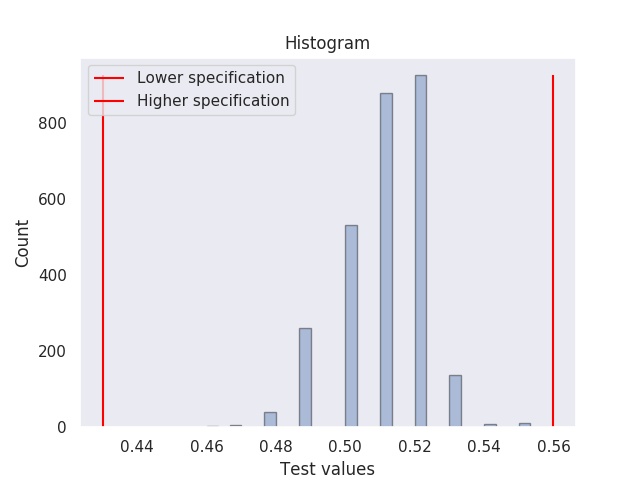 Histogram
Lower specification
Higher specification
800
600
400
200
0
Count
0.44 0.46 0.48 0.50 0.52 0.54 0.56
Test values